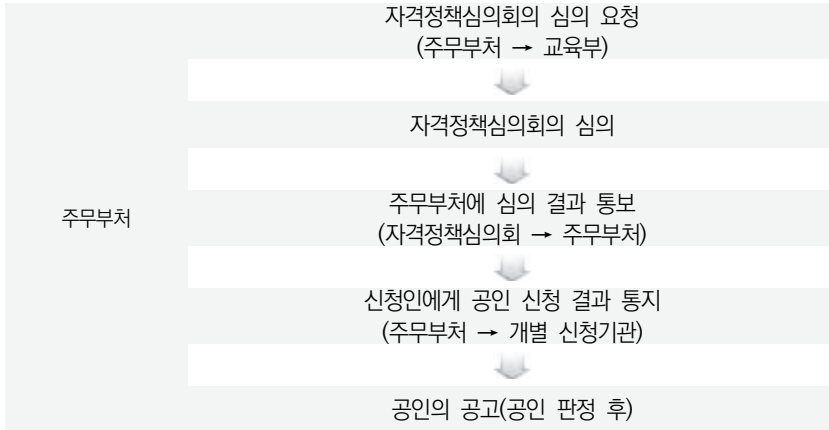 자격정책심의회의 심의 요청
(주무부처 → 교육부)
자격정책심의회의 심의
주무부처
주무부처에 심의 결과 통보
(자격정책심의회 → 주무부처)
신청인에게 공인 신청 결과 통지
(주무부처 → 개별 신청기관)
공인의 공고(공인 판정 후)